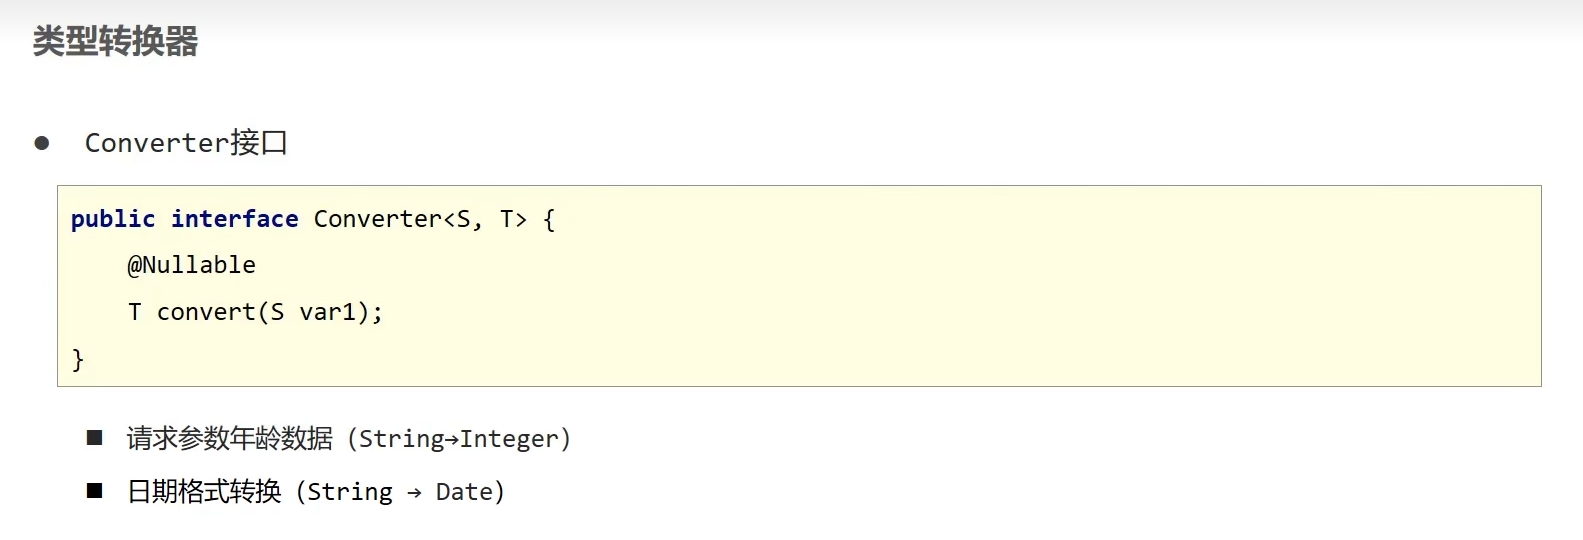 类型转换器
● Converter接口
public interface Converter<S, T> {
    @Nullable
    T convert(S var1);
}
■ 请求参数年龄数据（String→Integer）
■ 日期格式转换（String → Date）